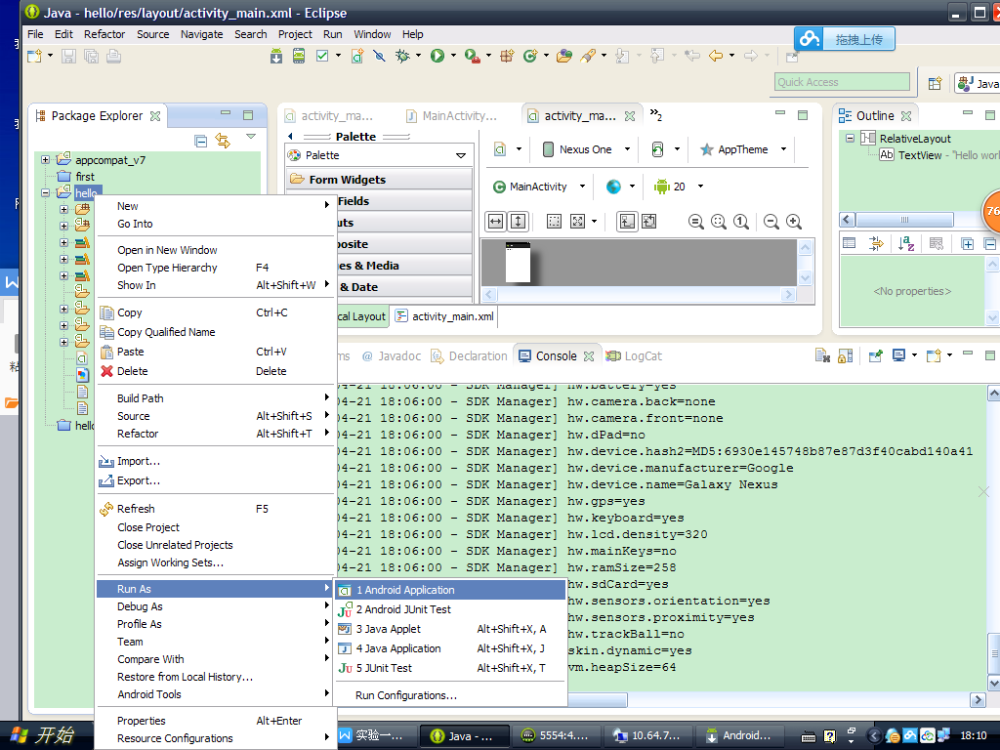 Java - hello/res/layout/activity_main.xml - Eclipse
File Edit Refactor Source Navigate Search Project Run Window Help
拖拽上传
Quick Access
Java
Package Explorer
appcompat_v7
first
hello
hello
New
Go Into
Open in New Window
Open Type Hierarchy F4
Show In Alt+Shift+W
Copy Ctrl+C
Copy Qualified Name
Paste Ctrl+V
Delete Delete
Build Path
Source Alt+Shift+S
Refactor Alt+Shift+T
Import...
Export...
Refresh F5
Close Project
Close Unrelated Projects
Assign Working Sets...
Run As
Debug As
Profile As
Team
Compare With
Restore from Local History...
Android Tools
Properties Alt+Enter
Resource Configurations
1 Android Application
2 Android JUnit Test
3 Java Applet Alt+Shift+X, A
4 Java Application Alt+Shift+X, J
5 JUnit Test Alt+Shift+X, T
Run Configurations...
activity_ma... MainActivity... activity_ma... 2
Palette
Palette
Form Widgets
Fields
uts
posite
es & Media
& Date
Nexus One AppTheme
MainActivity 20
cal Layout activity_main.xml
Outline
RelativeLayout
Ab TextView - "Hello wor
76
<No properties>
ms @ Javadoc Declaration Console LogCat
04-21 18:06:00 - SDK Manager] hw.battery=yes
04-21 18:06:00 - SDK Manager] hw.camera.back=none
04-21 18:06:00 - SDK Manager] hw.camera.front=none
04-21 18:06:00 - SDK Manager] hw.dPad=no
04-21 18:06:00 - SDK Manager] hw.device.hash2=MD5:6930e145748b87e87d3f40cabd140a41
04-21 18:06:00 - SDK Manager] hw.device.manufacturer=Google
04-21 18:06:00 - SDK Manager] hw.device.name=Galaxy Nexus
04-21 18:06:00 - SDK Manager] hw.gps=yes
04-21 18:06:00 - SDK Manager] hw.keyboard=yes
04-21 18:06:00 - SDK Manager] hw.lcd.density=320
04-21 18:06:00 - SDK Manager] hw.mainKeys=no
04-21 18:06:00 - SDK Manager] hw.ramSize=258
hw.sdCard=yes
hw.sensors.orientation=yes
hw.sensors.proximity=yes
hw.trackBall=no
skin.dynamic=yes
vm.heapSize=64
开始 实验一... Java - ... 5554:4.... 10.64.7... Android... 18:10